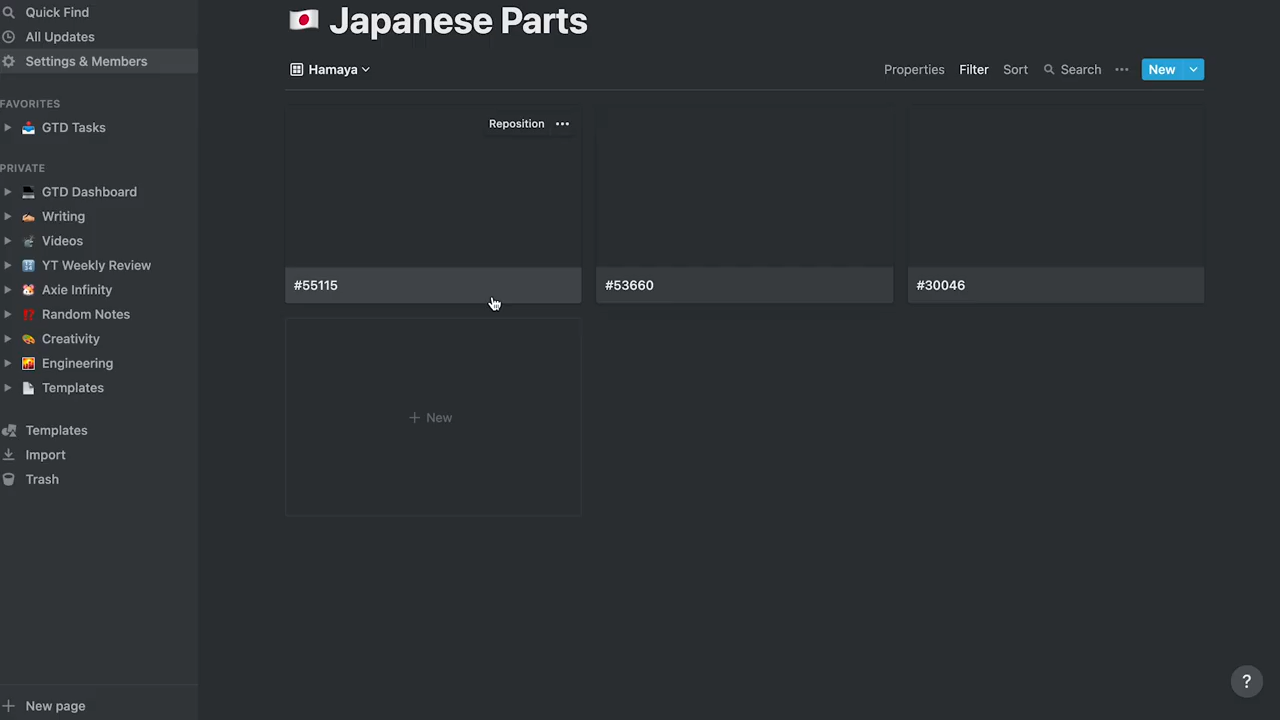 Quick Find
All Updates
Settings & Members
FAVORITES
GTD Tasks
PRIVATE
GTD Dashboard
Writing
Videos
YT Weekly Review
Axie Infinity
Random Notes
Creativity
Engineering
Templates
Templates
Import
Trash
New page
Japanese Parts
Hamaya
Properties Filter Sort Search New
Reposition
#55115 #53660 #30046
+ New
?